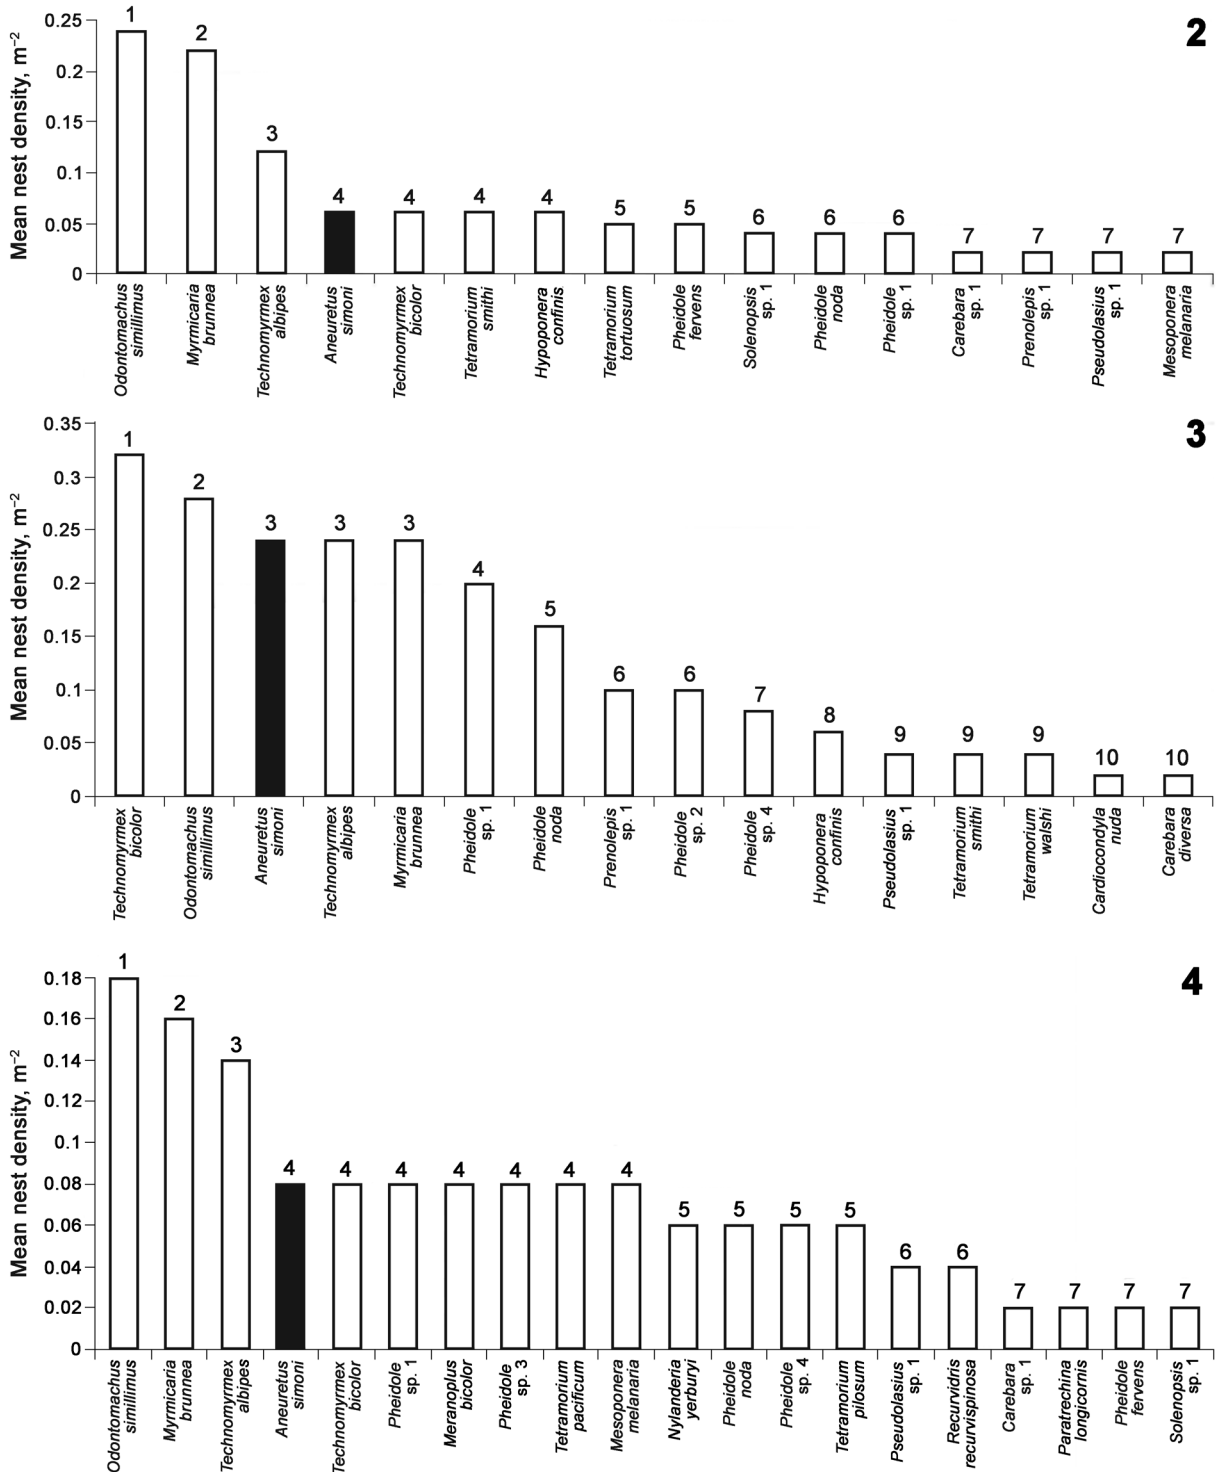 2
Mean nest density, m⁻²
0.25
0.2
0.15
0.1
0.05
0
1
2
3
4
4
4
4
5
5
6
6
6
7
7
7
7
Odontomachus
simillimus
Myrmicaria
brunnea
Technomyrmex
albipes
Aneuretus
simoni
Technomyrmex
bicolor
Tetramorium
smithi
Hypoponera
confinis
Tetramorium
tortuosum
Pheidole
fervens
Solenopsis
sp. 1
Pheidole
noda
Pheidole
sp. 1
Carebara
sp. 1
Prenolepis
sp. 1
Pseudolasius
sp. 1
Mesoponera
melanaria
3
Mean nest density, m⁻²
0.35
0.3
0.25
0.2
0.15
0.1
0.05
0
1
2
3
3
3
4
5
6
6
7
8
9
9
9
10
10
Technomyrmex
bicolor
Odontomachus
simillimus
Aneuretus
simoni
Technomyrmex
albipes
Myrmicaria
brunnea
Pheidole
sp. 1
Pheidole
noda
Prenolepis
sp. 1
Pheidole
sp. 2
Pheidole
sp. 4
Hypoponera
confinis
Pseudolasius
sp. 1
Tetramorium
smithi
Tetramorium
walshi
Cardiocondyla
nuda
Carebara
diversa
4
Mean nest density, m⁻²
0.18
0.16
0.14
0.12
0.1
0.08
0.06
0.04
0.02
0
1
2
3
4
4
4
4
4
4
4
5
5
5
5
6
6
7
7
7
7
Odontomachus
similimus
Myrmicaria
brunnea
Technomyrmex
albipes
Aneuretus
simoni
Technomyrmex
bicolor
Pheidole
sp. 1
Meranoplus
bicolor
Pheidole
sp. 3
Tetramorium
pacificum
Mesoponera
melanaria
Nylanderia
yerburyi
Pheidole
noda
Pheidole
sp. 4
Tetramorium
pilosum
Pseudolasius
sp. 1
Recurvidris
recurvispinosa
Carebara
sp. 1
Paratrechina
longicornis
Pheidole
fervens
Solenopsis
sp. 1